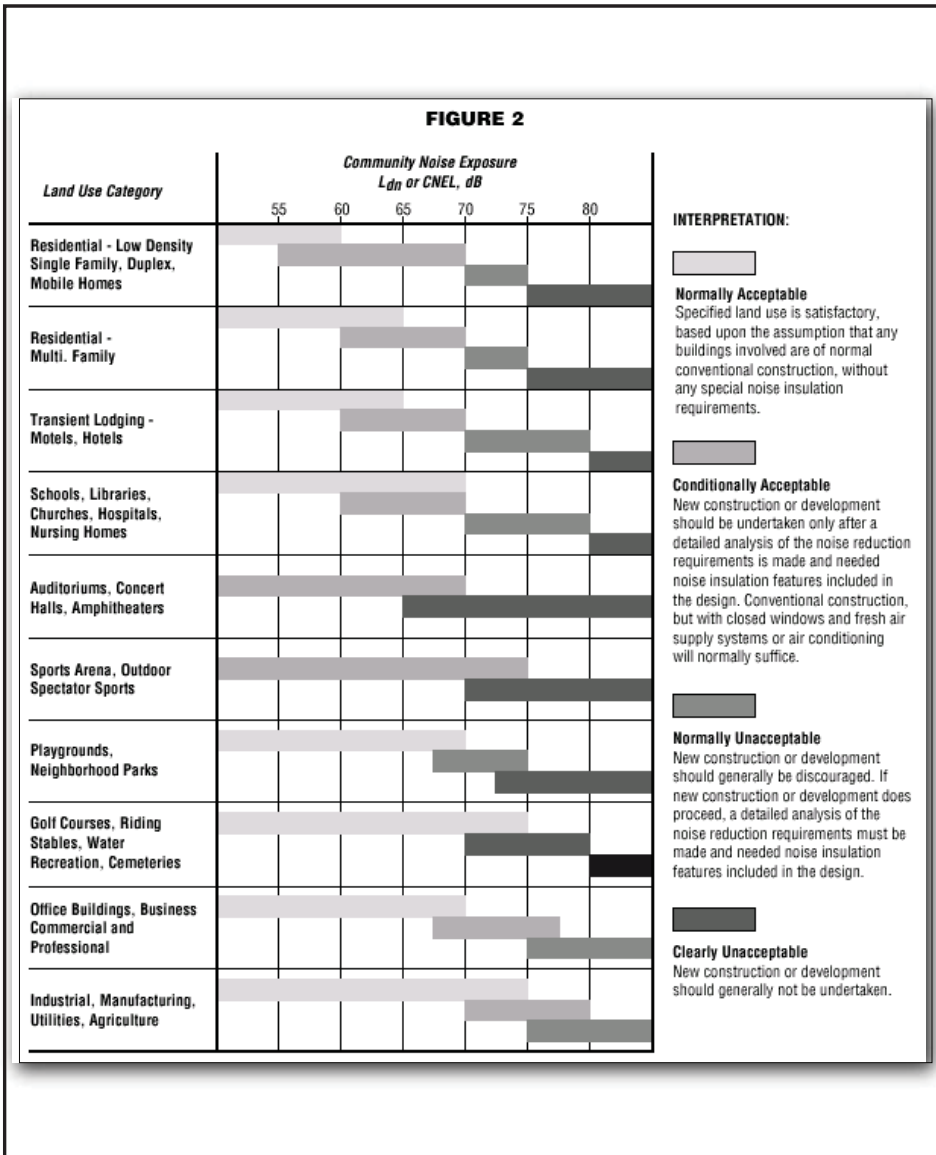 FIGURE 2
Community Noise Exposure
Ldn or CNEL, dB
Land Use Category
55 60 65 70 75 80
Residential - Low Density
Single Family, Duplex,
Mobile Homes
Residential -
Multi. Family
Transient Lodging -
Motels, Hotels
Schools, Libraries,
Churches, Hospitals,
Nursing Homes
Auditoriums, Concert
Halls, Amphitheaters
Sports Arena, Outdoor
Spectator Sports
Playgrounds,
Neighborhood Parks
Golf Courses, Riding
Stables, Water
Recreation, Cemeteries
Office Buildings, Business
Commercial and
Professional
Industrial, Manufacturing,
Utilities, Agriculture
INTERPRETATION:
Normally Acceptable
Specified land use is satisfactory,
based upon the assumption that any
buildings involved are of normal
conventional construction, without
any special noise insulation
requirements.
Conditionally Acceptable
New construction or development
should be undertaken only after a
detailed analysis of the noise reduction
requirements is made and needed
noise insulation features included in
the design. Conventional construction,
but with closed windows and fresh air
supply systems or air conditioning
will normally suffice.
Normally Unacceptable
New construction or development
should generally be discouraged. If
new construction or development does
proceed, a detailed analysis of the
noise reduction requirements must be
made and needed noise insulation
features included in the design.
Clearly Unacceptable
New construction or development
should generally not be undertaken.